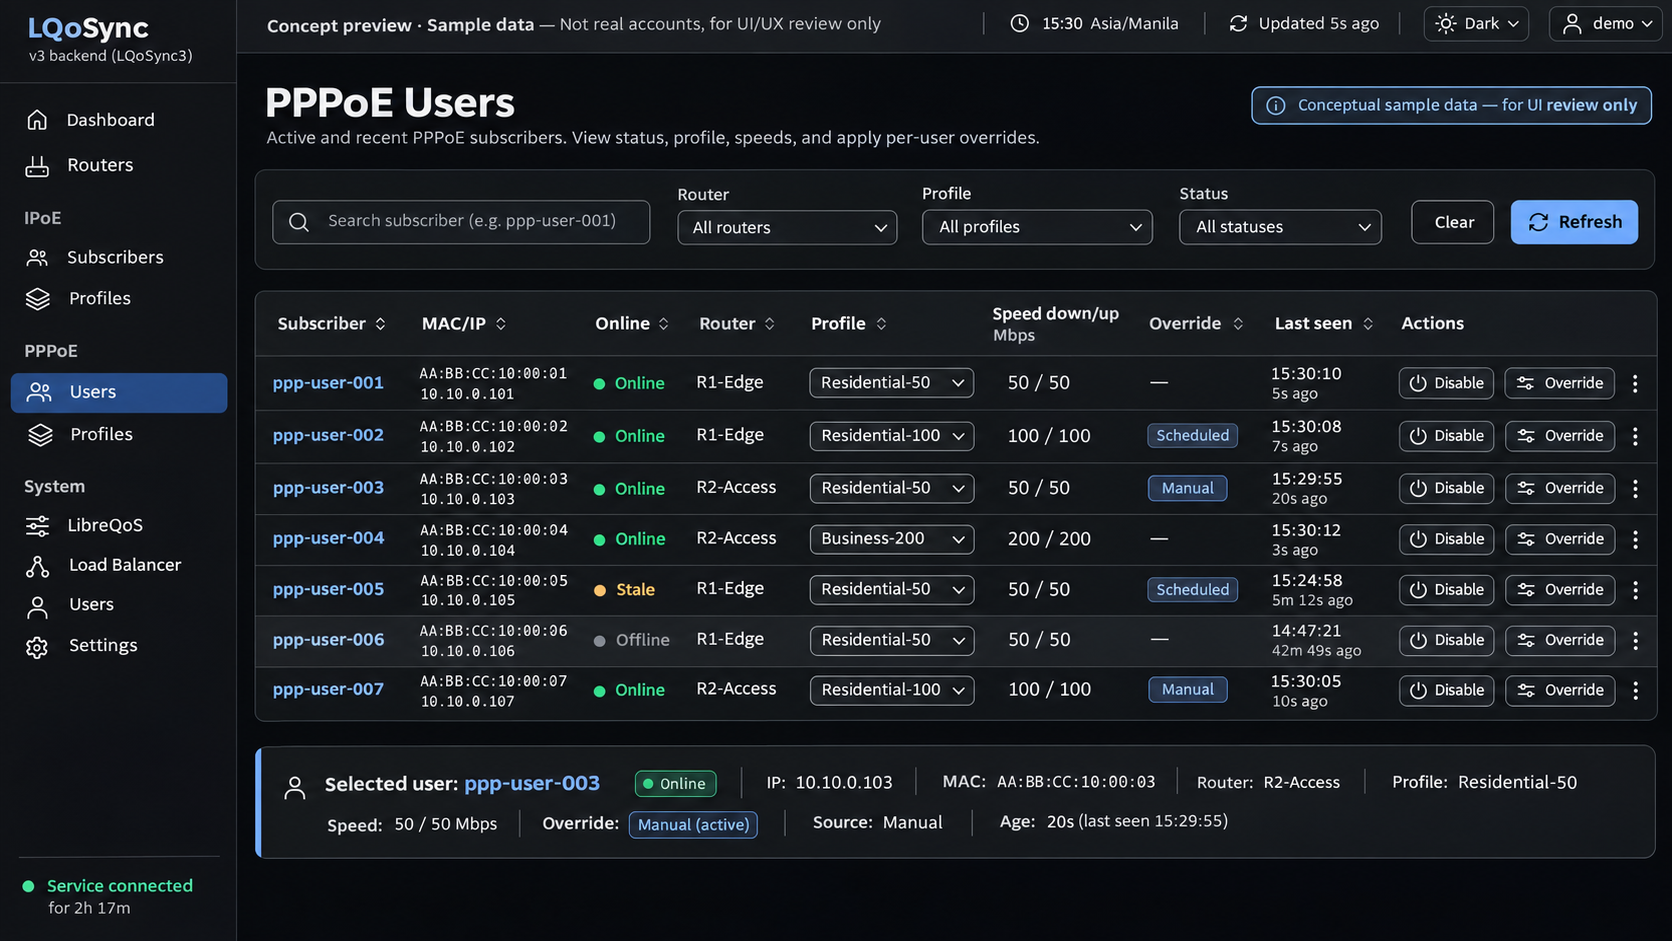 LQoSync
v3 backend (LQoSync3)
Concept preview · Sample data — Not real accounts, for UI/UX review only
15:30 Asia/Manila
Updated 5s ago
Dark
demo
Dashboard
Routers
IPoE
Subscribers
Profiles
PPPoE
Users
Profiles
System
LibreQoS
Load Balancer
Users
Settings
Service connected
for 2h 17m
PPPoE Users
Active and recent PPPoE subscribers. View status, profile, speeds, and apply per-user overrides.
Conceptual sample data — for UI review only
Search subscriber (e.g. ppp-user-001)
Router
All routers
Profile
All profiles
Status
All statuses
Clear
Refresh
Subscriber MAC/IP Online Router Profile Speed down/up Override Last seen Actions
Mbps
ppp-user-001 AA:BB:CC:10:00:01 Online R1-Edge Residential-50 50 / 50 — 15:30:10 Disable Override
10.10.0.101 5s ago
ppp-user-002 AA:BB:CC:10:00:02 Online R1-Edge Residential-100 100 / 100 Scheduled 15:30:08 Disable Override
10.10.0.102 7s ago
ppp-user-003 AA:BB:CC:10:00:03 Online R2-Access Residential-50 50 / 50 Manual 15:29:55 Disable Override
10.10.0.103 20s ago
ppp-user-004 AA:BB:CC:10:00:04 Online R2-Access Business-200 200 / 200 — 15:30:12 Disable Override
10.10.0.104 3s ago
ppp-user-005 AA:BB:CC:10:00:05 Stale R1-Edge Residential-50 50 / 50 Scheduled 15:24:58 Disable Override
10.10.0.105 5m 12s ago
ppp-user-006 AA:BB:CC:10:00:06 Offline R1-Edge Residential-50 50 / 50 — 14:47:21 Disable Override
10.10.0.106 42m 49s ago
ppp-user-007 AA:BB:CC:10:00:07 Online R2-Access Residential-100 100 / 100 Manual 15:30:05 Disable Override
10.10.0.107 10s ago
Selected user: ppp-user-003 Online IP: 10.10.0.103 MAC: AA:BB:CC:10:00:03 Router: R2-Access Profile: Residential-50
Speed: 50 / 50 Mbps Override: Manual (active) Source: Manual Age: 20s (last seen 15:29:55)